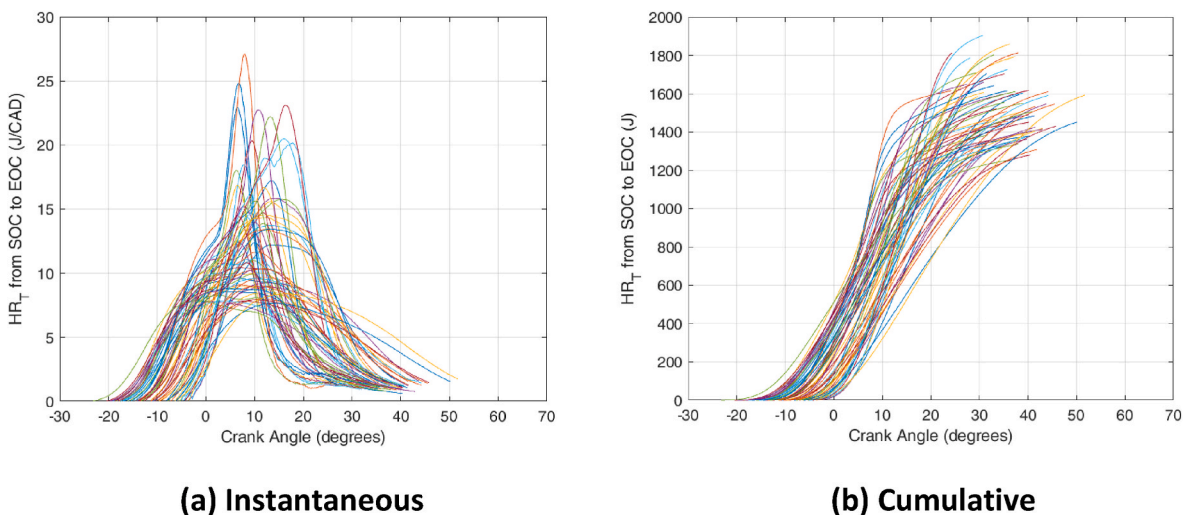 30
25
20
15
10
5
0
-30 -20 -10 0 10 20 30 40 50 60 70
HR_T from SOC to EOC (J/CAD)
Crank Angle (degrees)
(a) Instantaneous
2000
1800
1600
1400
1200
1000
800
600
400
200
0
-30 -20 -10 0 10 20 30 40 50 60 70
HR_T from SOC to EOC (J)
Crank Angle (degrees)
(b) Cumulative